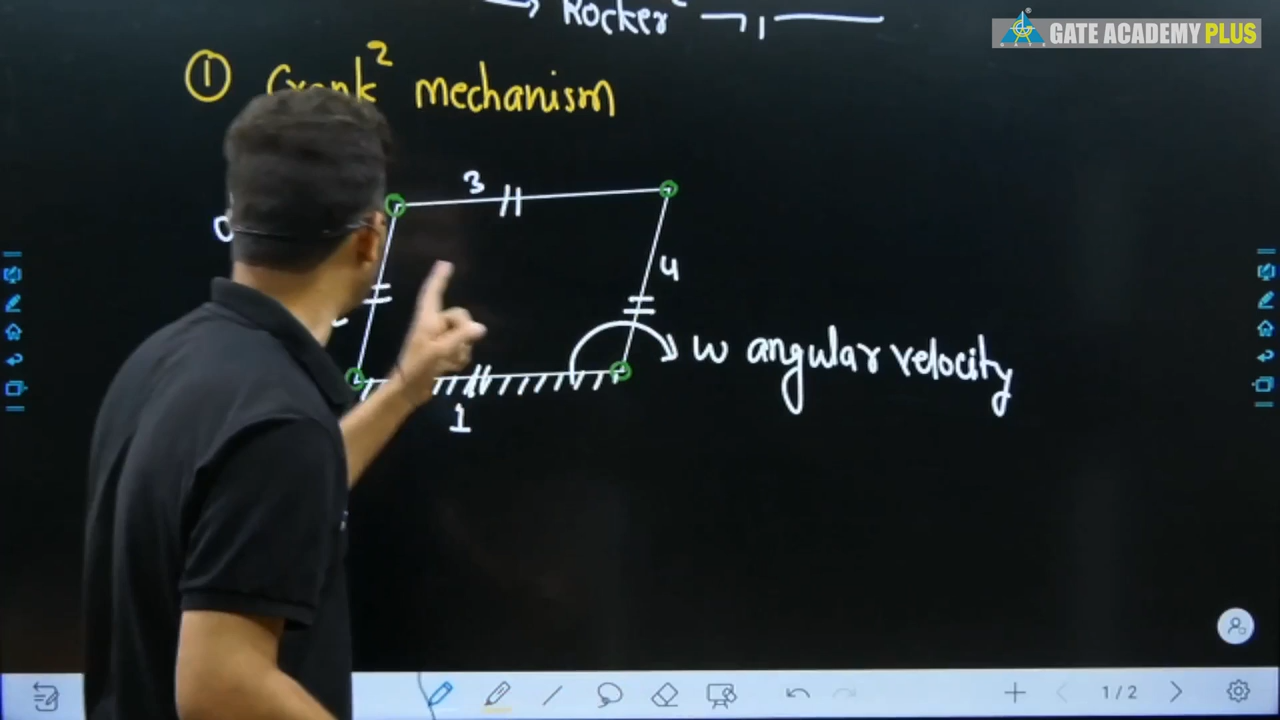 Rocker
GATE ACADEMY PLUS
① Crank² mechanism
3
4
ω angular velocity
1
1 / 2